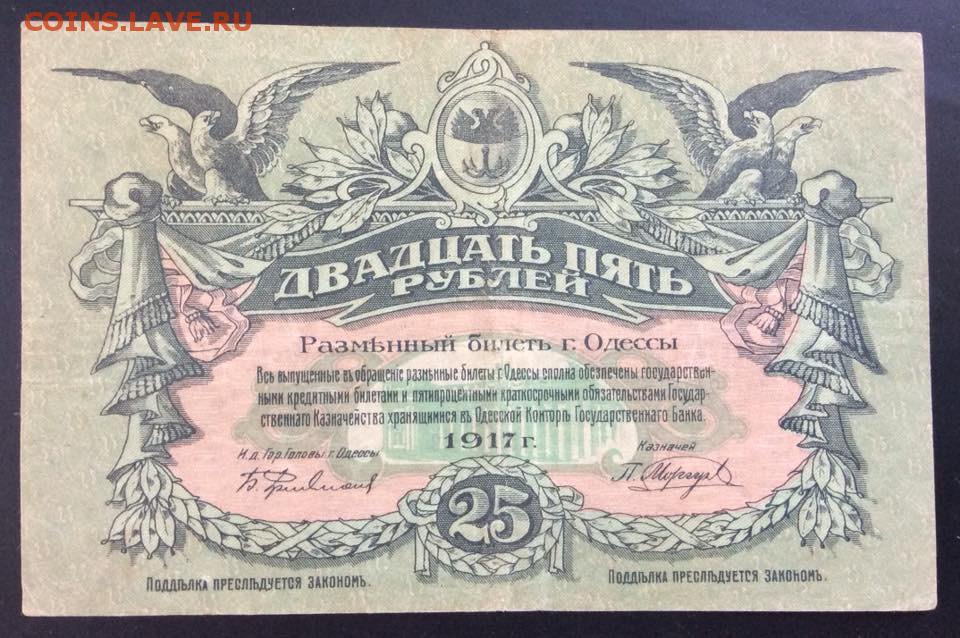 COINS.LAVE.RU
ДВАДЦАТЬ ПЯТЬ
РУБЛЕЙ
Размѣнный билетъ г. Одессы
Всѣ выпущенные въ обращеніе размѣнные билеты г. Одессы сполна обезпечены государствен-
ными кредитными билетами и пятипроцентными краткосрочными обязательствами Государ-
ственнаго Казначейства хранящимися въ Одесской Конторѣ Государственнаго Банка.
1917 г.
И.д. Гор. Головы г. Одессы
Казначей
25
Поддѣлка преслѣдуется закономъ.
Поддѣлка преслѣдуется закономъ.